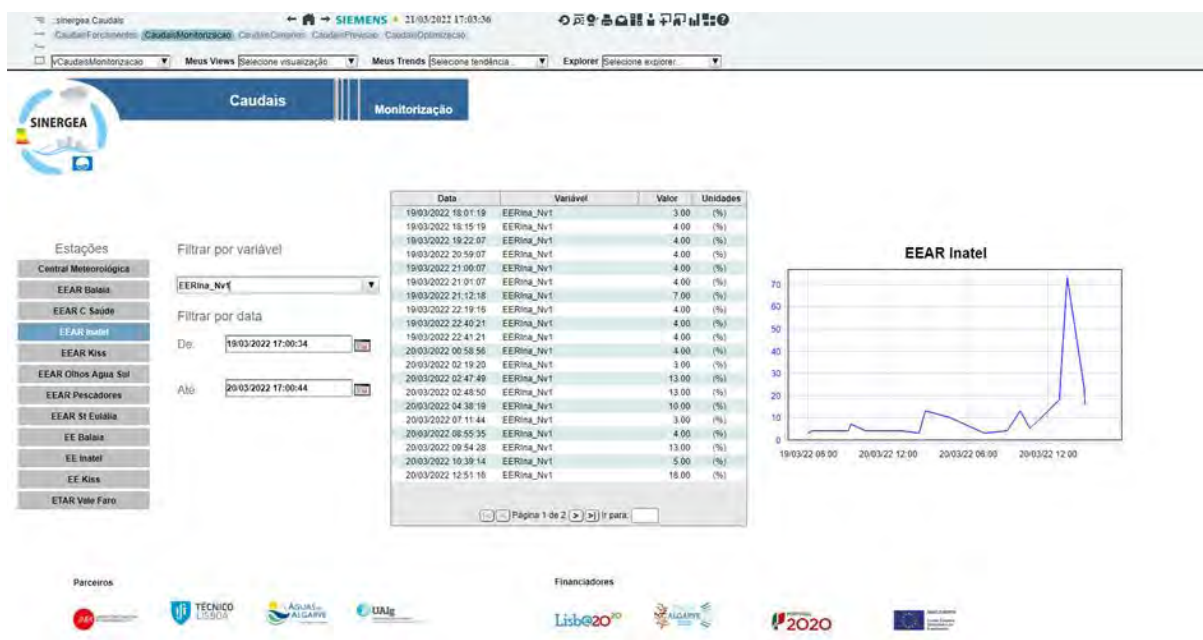 sinergea Caudais
SIEMENS 21/03/2022 17:03:36
CaudaisForcamentos CaudaisMonitorizacao CaudaisCenarios CaudaisPrevisao CaudaisOptimizacao
vCaudaisMonitorizacao Meus Views Selecione visualização Meus Trends Selecione tendência... Explorer Selecione explorer...
Caudais
Monitorização
SINERGEA
Data Variável Valor Unidades
19/03/2022 18:01:19 EERIna_Nv1 3.00 (%)
19/03/2022 18:15:19 EERIna_Nv1 4.00 (%)
19/03/2022 19:22:07 EERIna_Nv1 4.00 (%)
19/03/2022 20:59:07 EERIna_Nv1 4.00 (%)
19/03/2022 21:00:07 EERIna_Nv1 4.00 (%)
19/03/2022 21:01:07 EERIna_Nv1 4.00 (%)
19/03/2022 21:12:18 EERIna_Nv1 7.00 (%)
19/03/2022 22:19:16 EERIna_Nv1 4.00 (%)
19/03/2022 22:40:21 EERIna_Nv1 4.00 (%)
19/03/2022 22:41:21 EERIna_Nv1 4.00 (%)
20/03/2022 00:58:56 EERIna_Nv1 4.00 (%)
20/03/2022 02:19:20 EERIna_Nv1 3.00 (%)
20/03/2022 02:47:49 EERIna_Nv1 13.00 (%)
20/03/2022 02:48:50 EERIna_Nv1 13.00 (%)
20/03/2022 04:38:19 EERIna_Nv1 10.00 (%)
20/03/2022 07:11:44 EERIna_Nv1 3.00 (%)
20/03/2022 08:55:35 EERIna_Nv1 4.00 (%)
20/03/2022 09:54:28 EERIna_Nv1 13.00 (%)
20/03/2022 10:39:14 EERIna_Nv1 5.00 (%)
20/03/2022 12:51:16 EERIna_Nv1 18.00 (%)
Página 1 de 2 > >| Ir para:
Estações
Central Meteorológica
EEAR Balaia
EEAR C Saúde
EEAR Inatel
EEAR Kiss
EEAR Olhos Agua Sul
EEAR Pescadores
EEAR St Eulália
EE Balaia
EE Inatel
EE Kiss
ETAR Vale Faro
Filtrar por variável
EERIna_Nv1
Filtrar por data
De: 19/03/2022 17:00:34
Até 20/03/2022 17:00:44
EEAR Inatel
70
60
50
40
30
20
10
0
19/03/22 06:00 20/03/22 12:00 20/03/22 06:00 20/03/22 12:00
Parceiros
TÉCNICO
LISBOA
ÁGUAS DO
ALGARVE
UAlg
Financiadores
Lisb@20²⁰
ALGARVE
2020